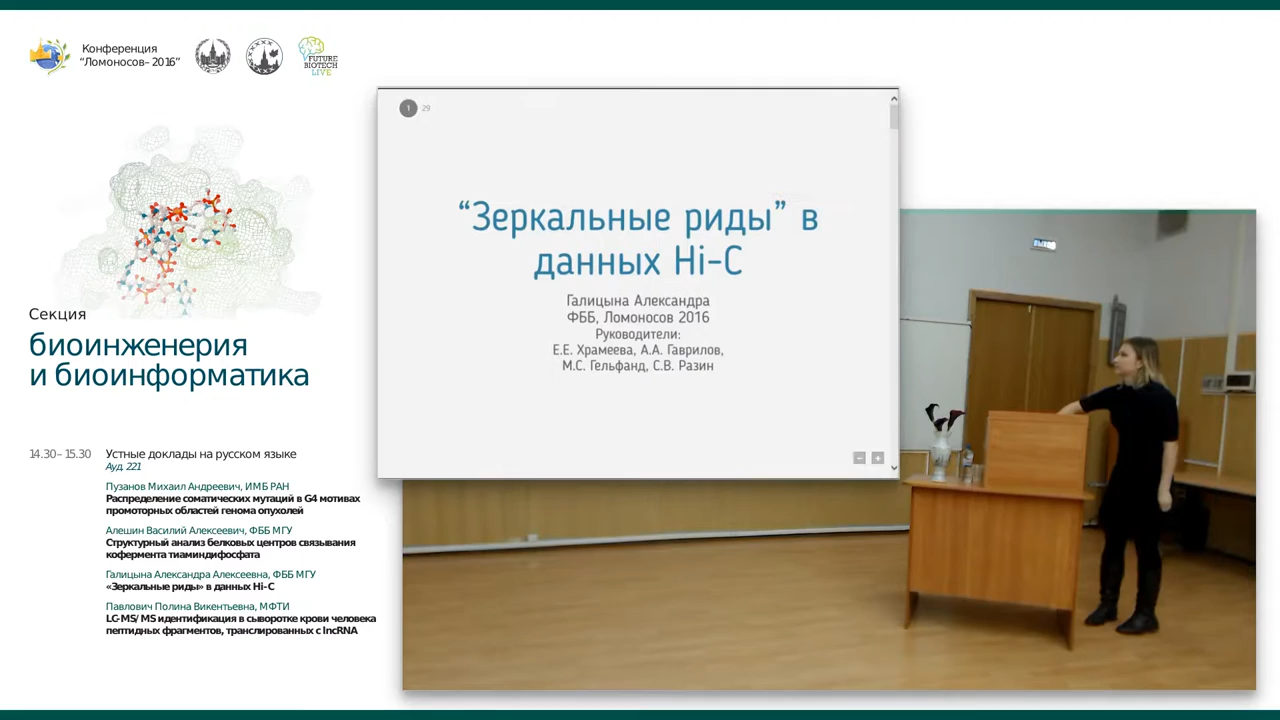 Конференция
“Ломоносов–2016”
FUTURE
BIOTECH
LIVE
1 29
“Зеркальные риды” в
данных Hi-C
Галицына Александра
ФББ, Ломоносов 2016
Руководители:
Е.Е. Храмеева, А.А. Гаврилов,
М.С. Гельфанд, С.В. Разин
Секция
биоинженерия
и биоинформатика
14.30–15.30 Устные доклады на русском языке
Ауд. 221
Пузанов Михаил Андреевич, ИМБ РАН
Распределение соматических мутаций в G4 мотивах
промоторных областей генома опухолей
Алешин Василий Алексеевич, ФББ МГУ
Структурный анализ белковых центров связывания
кофермента тиаминдифосфата
Галицына Александра Алексеевна, ФББ МГУ
«Зеркальные риды» в данных Hi-C
Павлович Полина Викентьевна, МФТИ
LC-MS/MS идентификация в сыворотке крови человека
пептидных фрагментов, транслированных с lncRNA